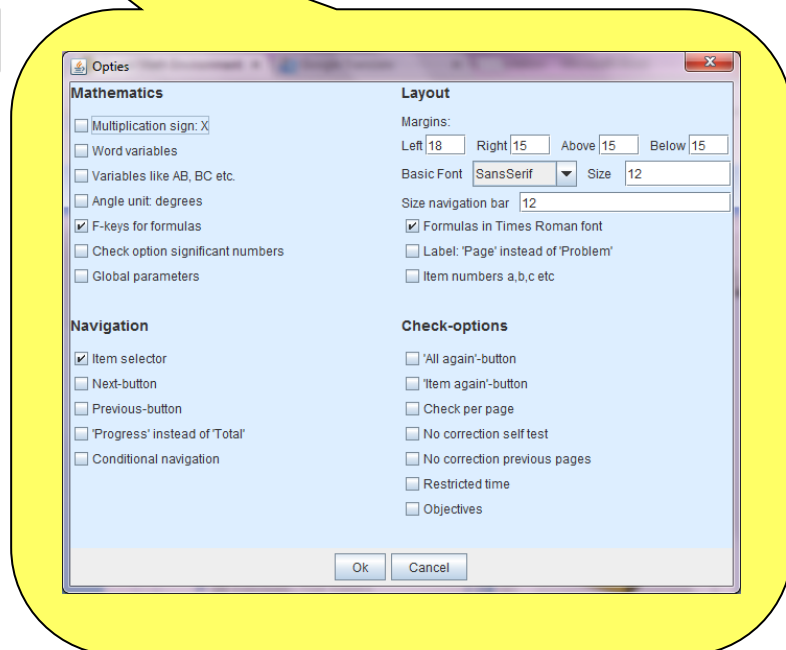 Opties
Mathematics
Multiplication sign: X
Word variables
Variables like AB, BC etc.
Angle unit: degrees
F-keys for formulas
Check option significant numbers
Global parameters
Layout
Margins:
Left 18 Right 15 Above 15 Below 15
Basic Font SansSerif Size 12
Size navigation bar 12
Formulas in Times Roman font
Label: 'Page' instead of 'Problem'
Item numbers a,b,c etc
Navigation
Item selector
Next-button
Previous-button
'Progress' instead of 'Total'
Conditional navigation
Check-options
'All again'-button
'Item again'-button
Check per page
No correction self test
No correction previous pages
Restricted time
Objectives
Ok Cancel